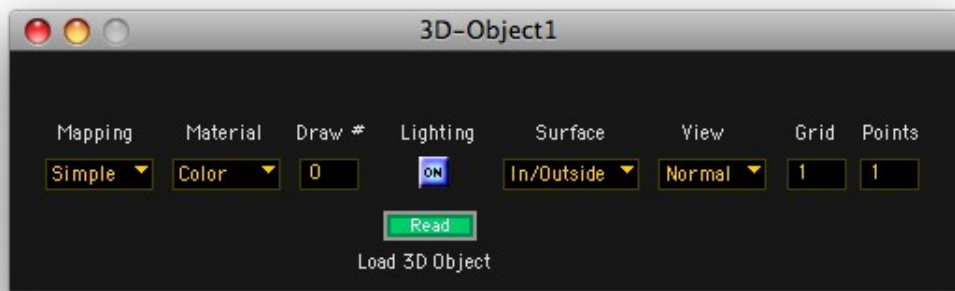 3D-Object1
Mapping Material Draw # Lighting Surface View Grid Points
Simple Color 0 ON In/Outside Normal 1 1
Read
Load 3D Object